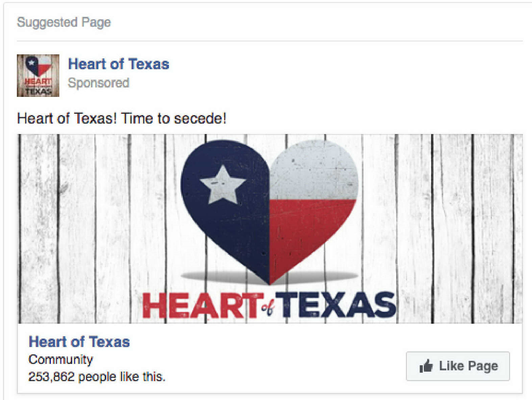 Suggested Page
Heart of Texas
Sponsored
HEART
TEXAS
Heart of Texas! Time to secede!
HEART of TEXAS
Heart of Texas
Community
253,862 people like this.
Like Page